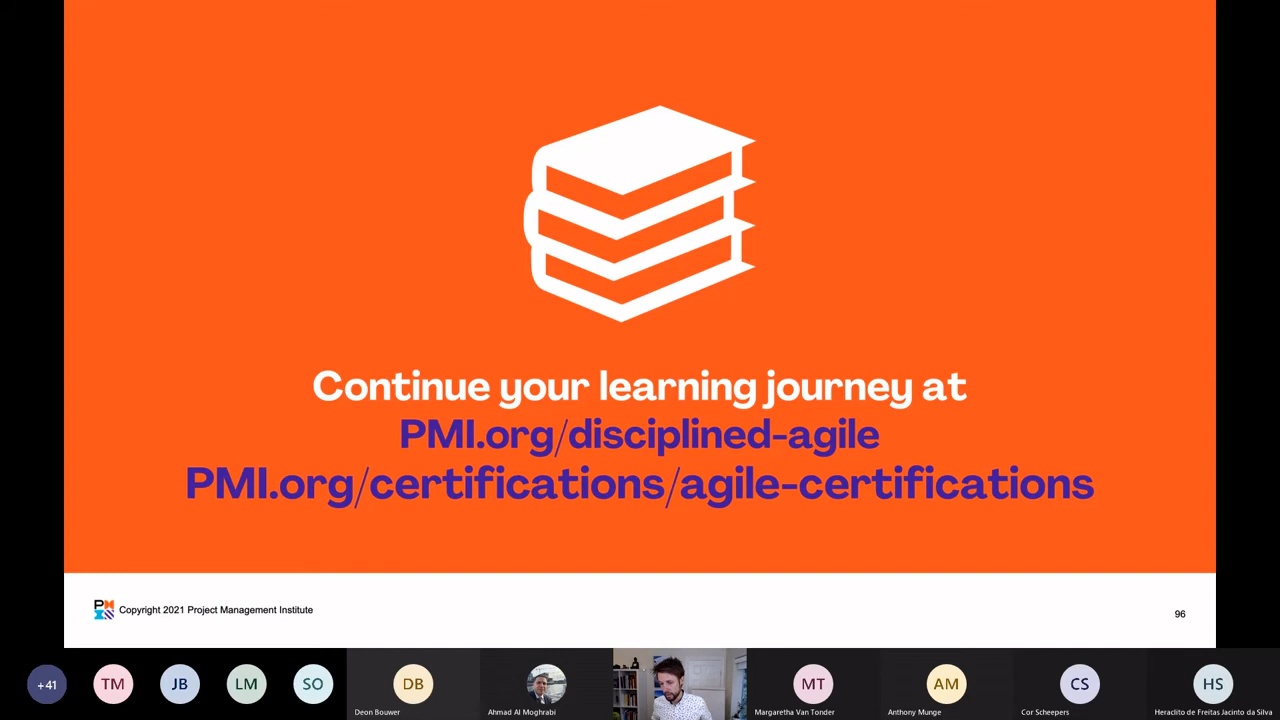 Continue your learning journey at
PMI.org/disciplined-agile
PMI.org/certifications/agile-certifications
PM
Copyright 2021 Project Management Institute
96
+41
TM
JB
LM
SO
DB
Deon Bouwer
Ahmad Al Moghrabi
MT
Margaretha Van Tonder
AM
Anthony Munge
CS
Cor Scheepers
HS
Heraclito de Freitas Jacinto da Silva